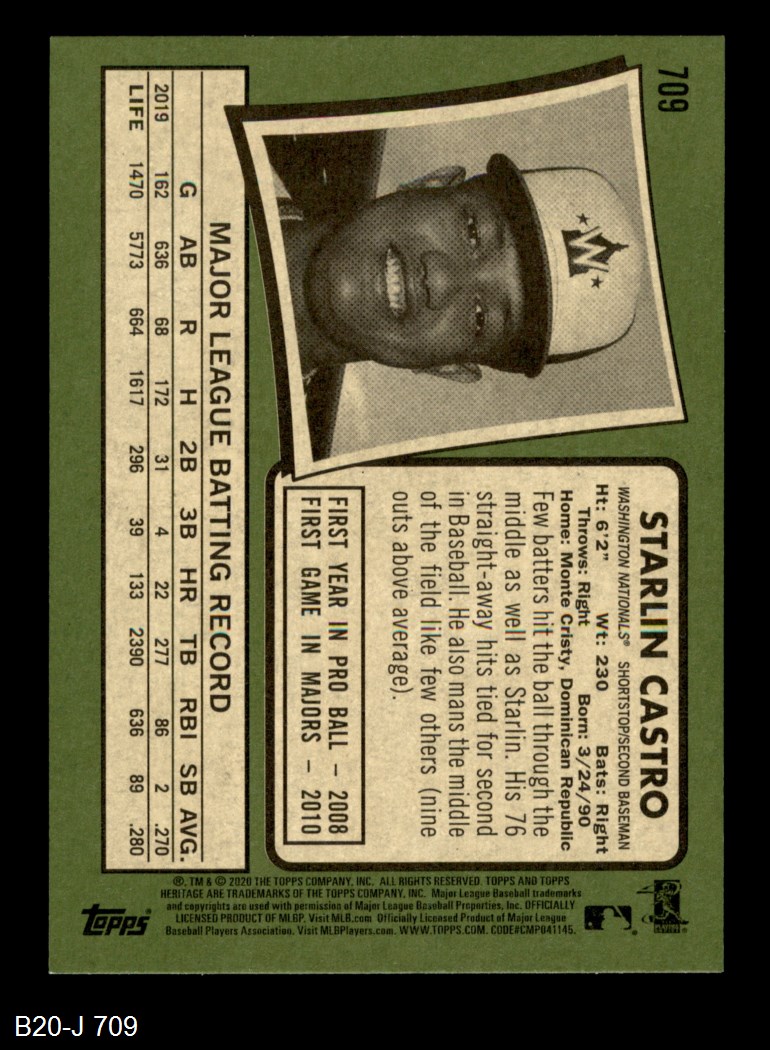 709
W
STARLIN CASTRO
WASHINGTON NATIONALS® SHORTSTOP/SECOND BASEMAN
Ht: 6'2" Wt: 230 Bats: Right
Throws: Right Born: 3/24/90
Home: Monte Cristy, Dominican Republic
Few batters hit the ball through the
middle as well as Starlin. His 76
straight-away hits tied for second
in Baseball. He also mans the middle
of the field like few others (nine
outs above average).
FIRST YEAR IN PRO BALL – 2008
FIRST GAME IN MAJORS – 2010
MAJOR LEAGUE BATTING RECORD
G AB R H 2B 3B HR TB RBI SB AVG.
2019 162 636 68 172 31 4 22 277 86 2 .270
LIFE 1470 5773 664 1617 296 39 133 2390 636 89 .280
®, TM & © 2020 THE TOPPS COMPANY, INC. ALL RIGHTS RESERVED. TOPPS AND TOPPS
HERITAGE ARE TRADEMARKS OF THE TOPPS COMPANY, INC. Major League Baseball trademarks
and copyrights are used with permission of Major League Baseball Properties, Inc. OFFICIALLY
LICENSED PRODUCT OF MLBP. Visit MLB.com Officially Licensed Product of Major League
Baseball Players Association. Visit MLBPlayers.com. WWW.TOPPS.COM. CODE#CMP041145.
TOPPS®
B20-J 709